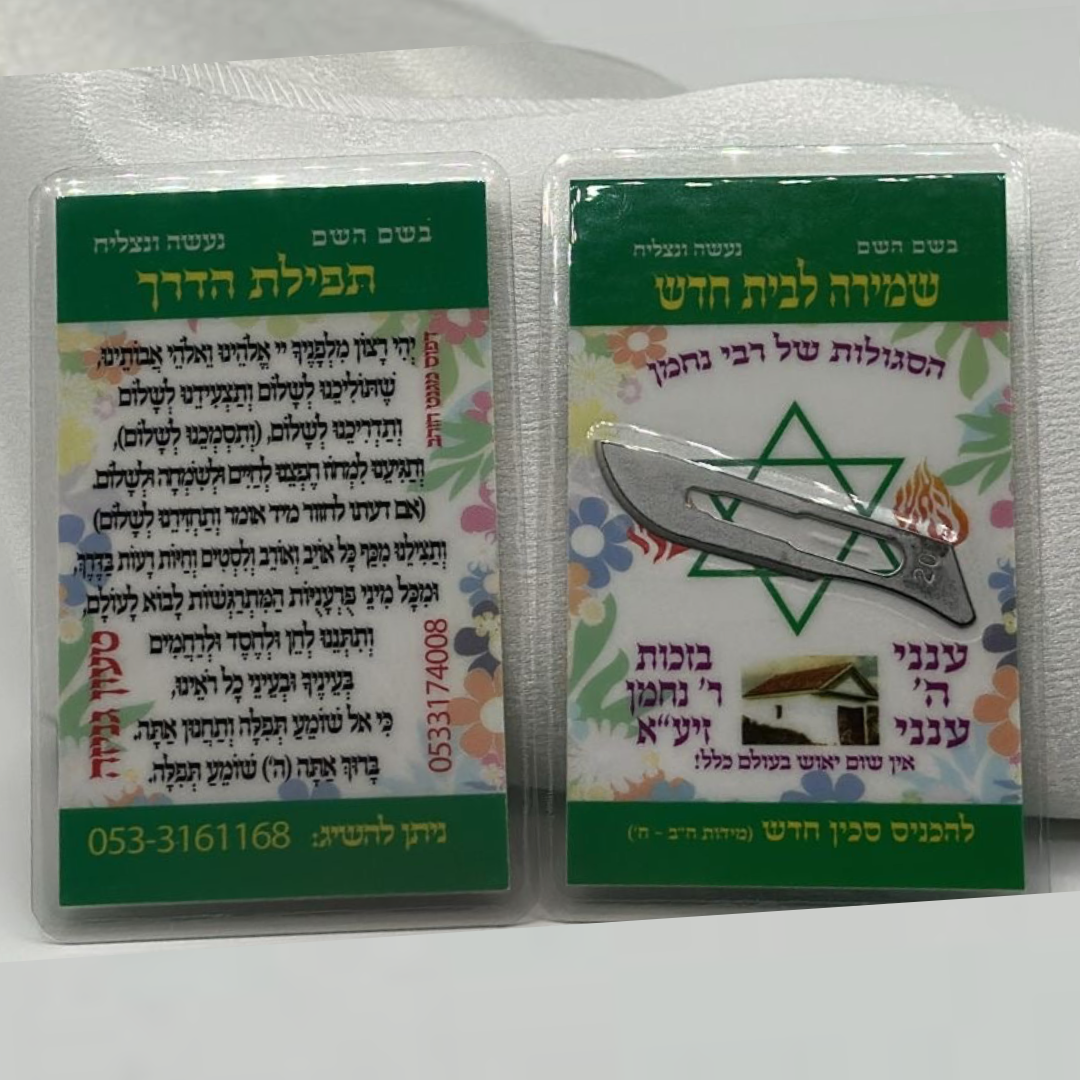 בשם השם נעשה ונצליח
תפילת הדרך
יְהִי רָצוֹן מִלְּפָנֶיךָ יי אֱלֹהֵינוּ וֵאלֹהֵי אֲבוֹתֵינוּ,
שֶׁתּוֹלִיכֵנוּ לְשָׁלוֹם וְתַצְעִידֵנוּ לְשָׁלוֹם
וְתַדְרִיכֵנוּ לְשָׁלוֹם, (וְתִסְמְכֵנוּ לְשָׁלוֹם),
וְתַגִּיעֵנוּ לִמְחוֹז חֶפְצֵנוּ לְחַיִּים וּלְשִׂמְחָה וּלְשָׁלוֹם.
(אם דעתו לחזור מיד אומר וְתַחֲזִירֵנוּ לְשָׁלוֹם)
וְתַצִּילֵנוּ מִכַּף כָּל אוֹיֵב וְאוֹרֵב וְלִסְטִים וְחַיּוֹת רָעוֹת בַּדֶּרֶךְ,
וּמִכָּל מִינֵי פֻּרְעָנֻיּוֹת הַמִּתְרַגְּשׁוֹת לָבוֹא לָעוֹלָם,
וְתִתְּנֵנוּ לְחֵן וּלְחֶסֶד וּלְרַחֲמִים
בְּעֵינֶיךָ וּבְעֵינֵי כָל רֹאֵינוּ,
כִּי אל שׁוֹמֵעַ תְּפִלָּה וְתַחֲנוּן אַתָּה.
בָּרוּךְ אַתָּה (ה') שׁוֹמֵעַ תְּפִלָּה.
טעון גניזה
0533174008
ניתן להשיג: 053-3161168
בשם השם נעשה ונצליח
שמירה לבית חדש
הסגולות של רבי נחמן
אש
20
ענני
ה'
ענני
בזכות
ר' נחמן
זיע"א
אין שום יאוש בעולם כלל!
להכניס סכין חדש (מידות ח"ב - ח')